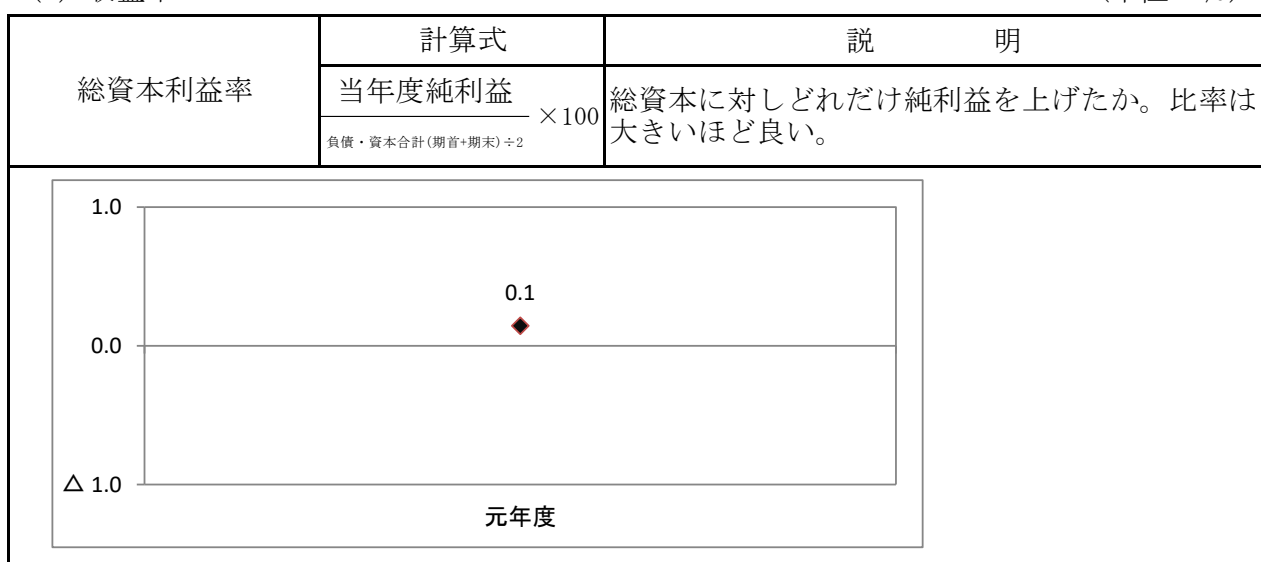 計算式
説 明
総資本利益率
当年度純利益
×100
負債・資本合計(期首+期末)÷2
総資本に対しどれだけ純利益を上げたか。比率は
大きいほど良い。
1.0
0.1
0.0
△ 1.0
元年度